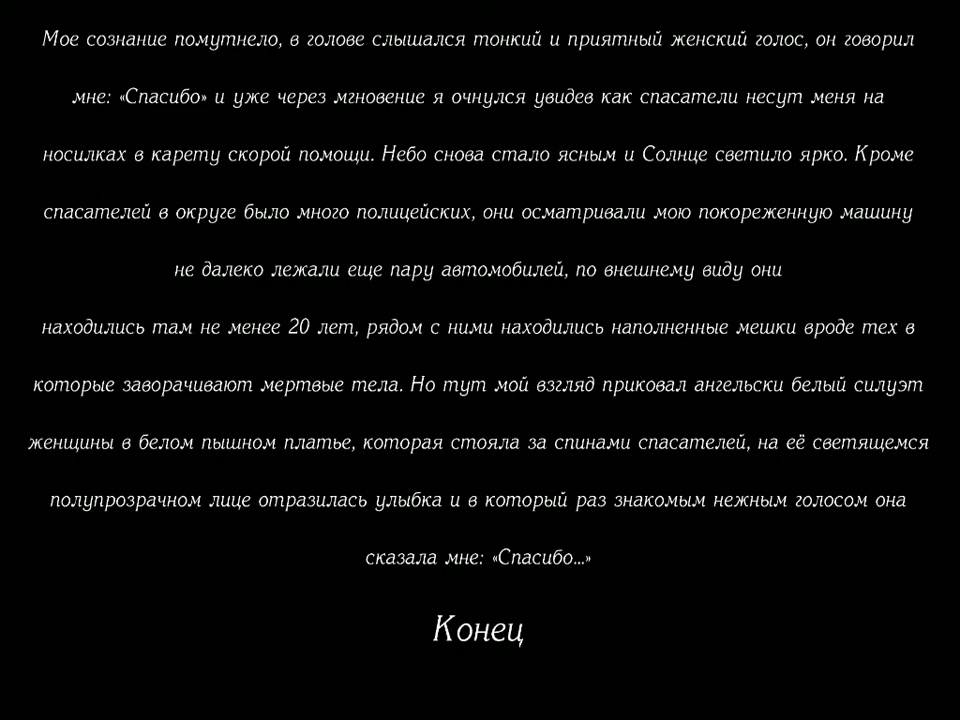 Мое сознание помутнело, в голове слышался тонкий и приятный женский голос, он говорил
мне: «Спасибо» и уже через мгновение я очнулся увидев как спасатели несут меня на
носилках в карету скорой помощи. Небо снова стало ясным и Солнце светило ярко. Кроме
спасателей в округе было много полицейских, они осматривали мою покореженную машину
не далеко лежали еще пару автомобилей, по внешнему виду они
находились там не менее 20 лет, рядом с ними находились наполненные мешки вроде тех в
которые заворачивают мертвые тела. Но тут мой взгляд приковал ангельски белый силуэт
женщины в белом пышном платье, которая стояла за спинами спасателей, на её светящемся
полупрозрачном лице отразилась улыбка и в который раз знакомым нежным голосом она
сказала мне: «Спасибо...»
Конец